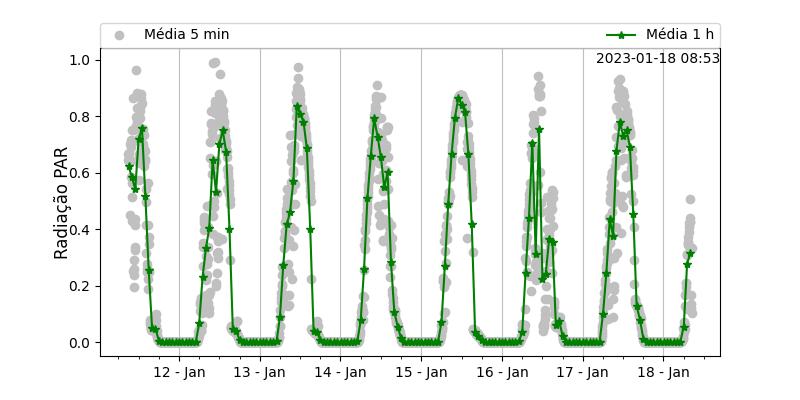 Média 5 min
Média 1 h
2023-01-18 08:53
Radiação PAR
1.0
0.8
0.6
0.4
0.2
0.0
12 - Jan
13 - Jan
14 - Jan
15 - Jan
16 - Jan
17 - Jan
18 - Jan